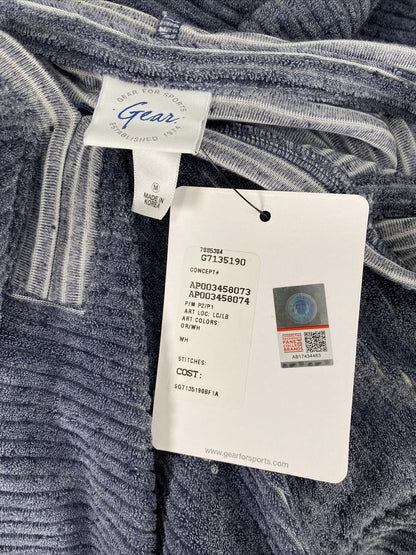 GEAR FOR SPORTS
Gear
ESTABLISHED 1974
M
MADE IN
KOREA
7885384
G7135190
CONCEPT#
AP003458073
AP003458074
P/M P2/P1
ART LOC: LC/LB
ART COLORS:
OR/WH
WH
STITCHES:
COST:
SG7135190BF1A
AB17434463
www.gearforsports.com